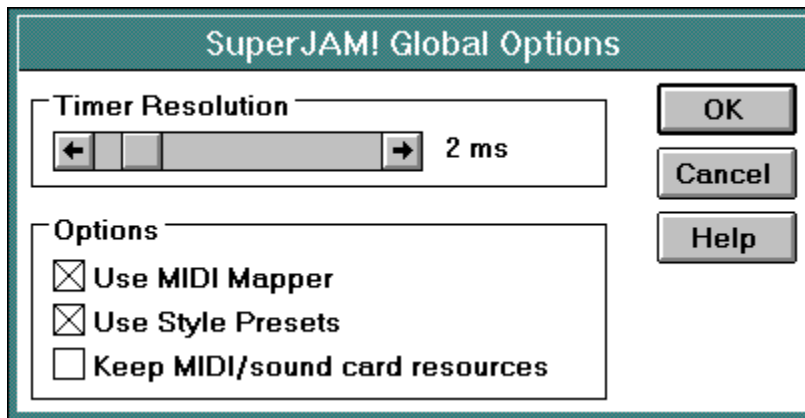 SuperJAM! Global Options
Timer Resolution
2 ms
OK
Cancel
Help
Options
Use MIDI Mapper
Use Style Presets
Keep MIDI/sound card resources